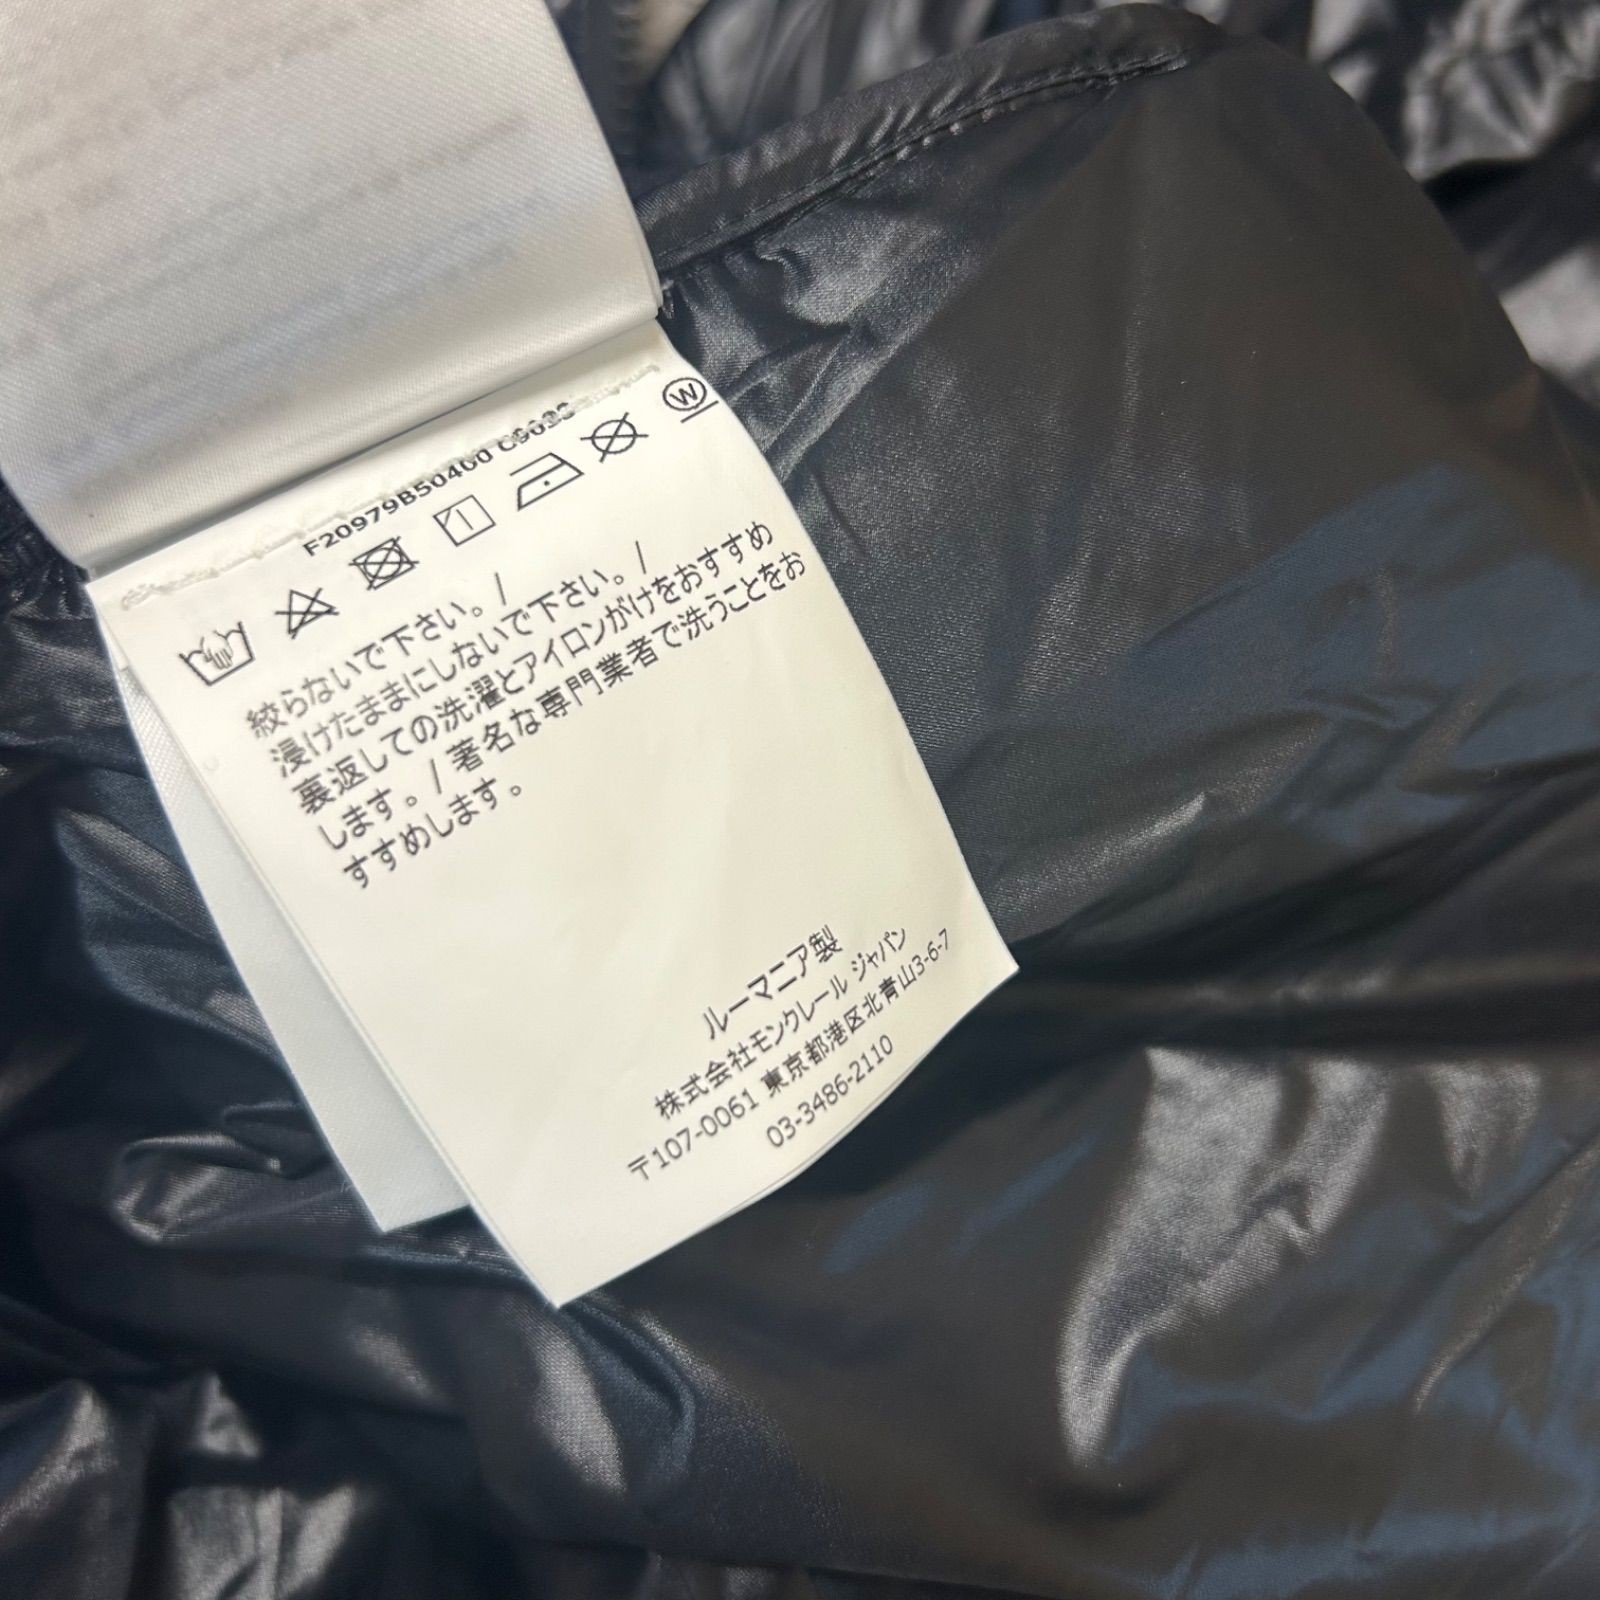 F20979B50400 C9033
W
絞らないで下さい。/
浸けたままにしないで下さい。/
裏返しての洗濯とアイロンがけをおすすめ
します。/ 著名な専門業者で洗うことをお
すすめします。
ルーマニア製
株式会社モンクレール ジャパン
〒107-0061 東京都港区北青山3-6-7
03-3486-2110